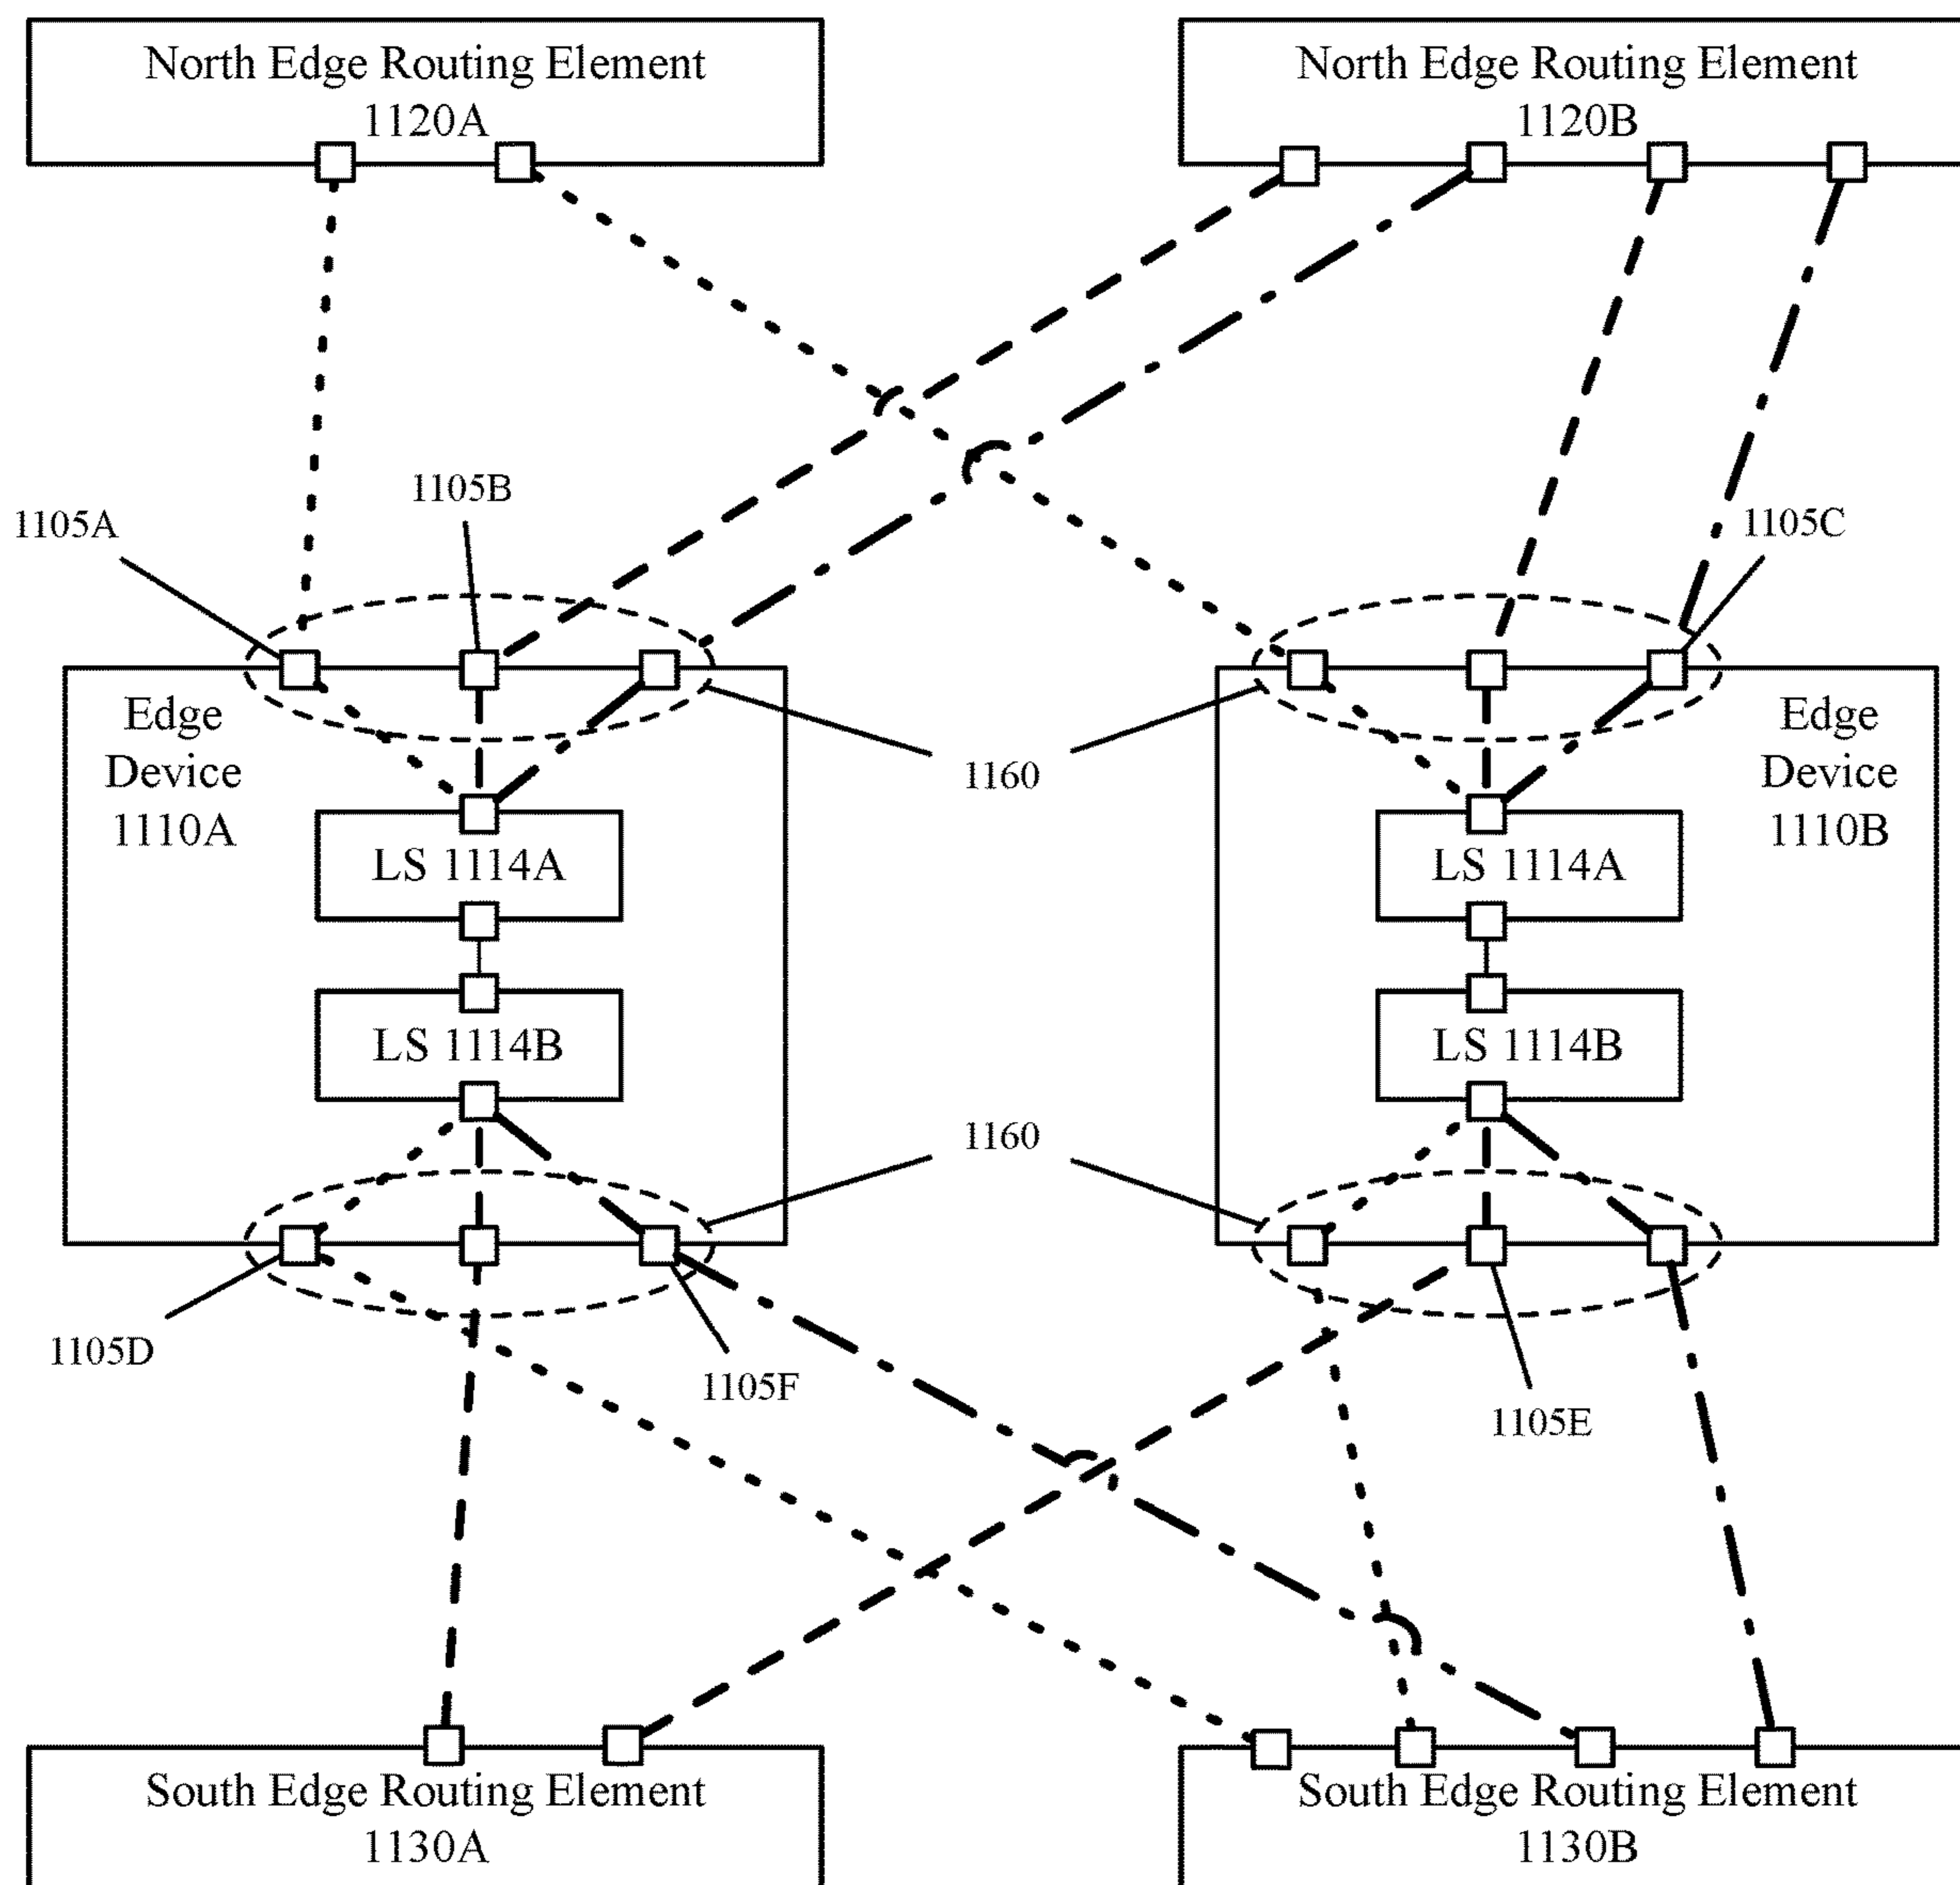 North Edge Routing Element
1120A
North Edge Routing Element
1120B
1105A
1105B
1105C
Edge
Device
1110A
1160
Edge
Device
1110B
LS 1114A
LS 1114A
LS 1114B
LS 1114B
1160
1105D
1105F
1105E
South Edge Routing Element
1130A
South Edge Routing Element
1130B